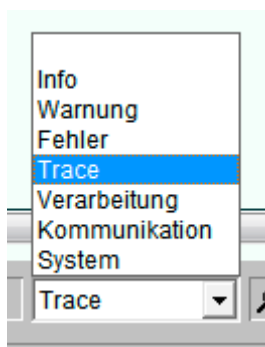 Info
Warnung
Fehler
Trace
Verarbeitung
Kommunikation
System
Trace